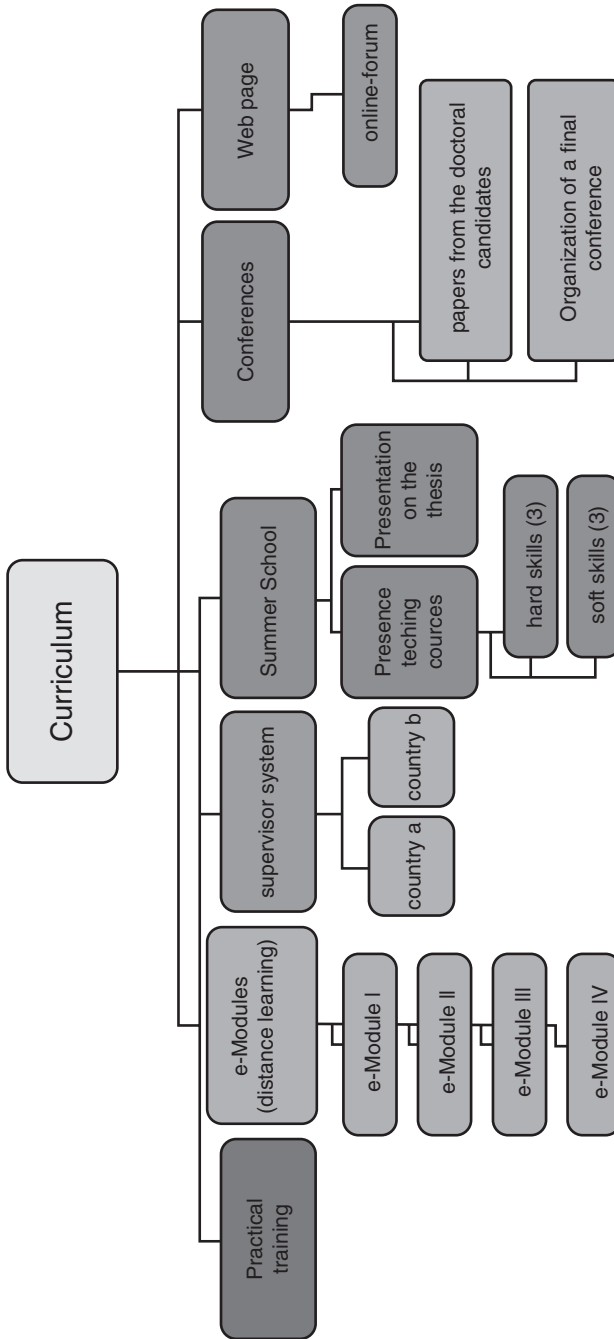 Curriculum
Practical
training
e-Modules
(distance learning)
e-Module I
e-Module II
e-Module III
e-Module IV
supervisor system
country a
country b
Summer School
Presence
teching
cources
hard skills (3)
soft skills (3)
Presentation
on the
thesis
Conferences
papers from the doctoral
candidates
Organization of a final
conference
Web page
online-forum